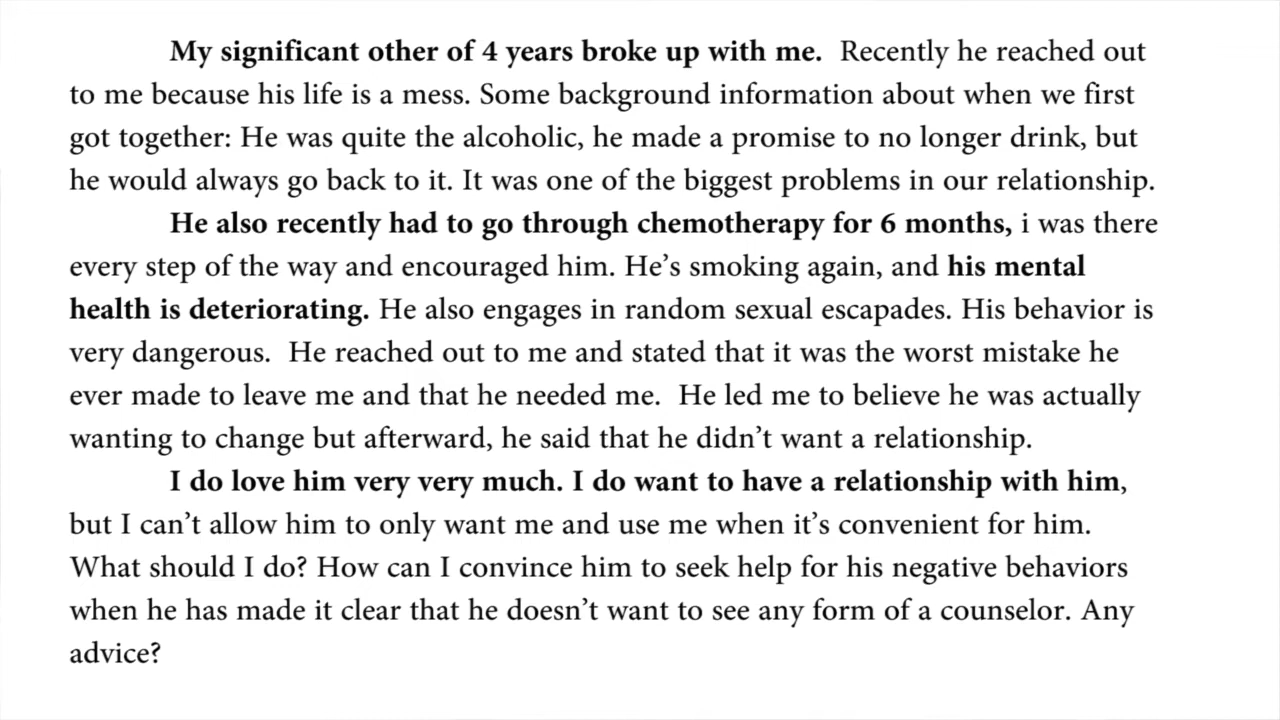 My significant other of 4 years broke up with me.  Recently he reached out
to me because his life is a mess. Some background information about when we first
got together: He was quite the alcoholic, he made a promise to no longer drink, but
he would always go back to it. It was one of the biggest problems in our relationship.
He also recently had to go through chemotherapy for 6 months, i was there
every step of the way and encouraged him. He’s smoking again, and his mental
health is deteriorating. He also engages in random sexual escapades. His behavior is
very dangerous.  He reached out to me and stated that it was the worst mistake he
ever made to leave me and that he needed me.  He led me to believe he was actually
wanting to change but afterward, he said that he didn’t want a relationship.
I do love him very very much. I do want to have a relationship with him,
but I can’t allow him to only want me and use me when it’s convenient for him.
What should I do? How can I convince him to seek help for his negative behaviors
when he has made it clear that he doesn’t want to see any form of a counselor. Any
advice?